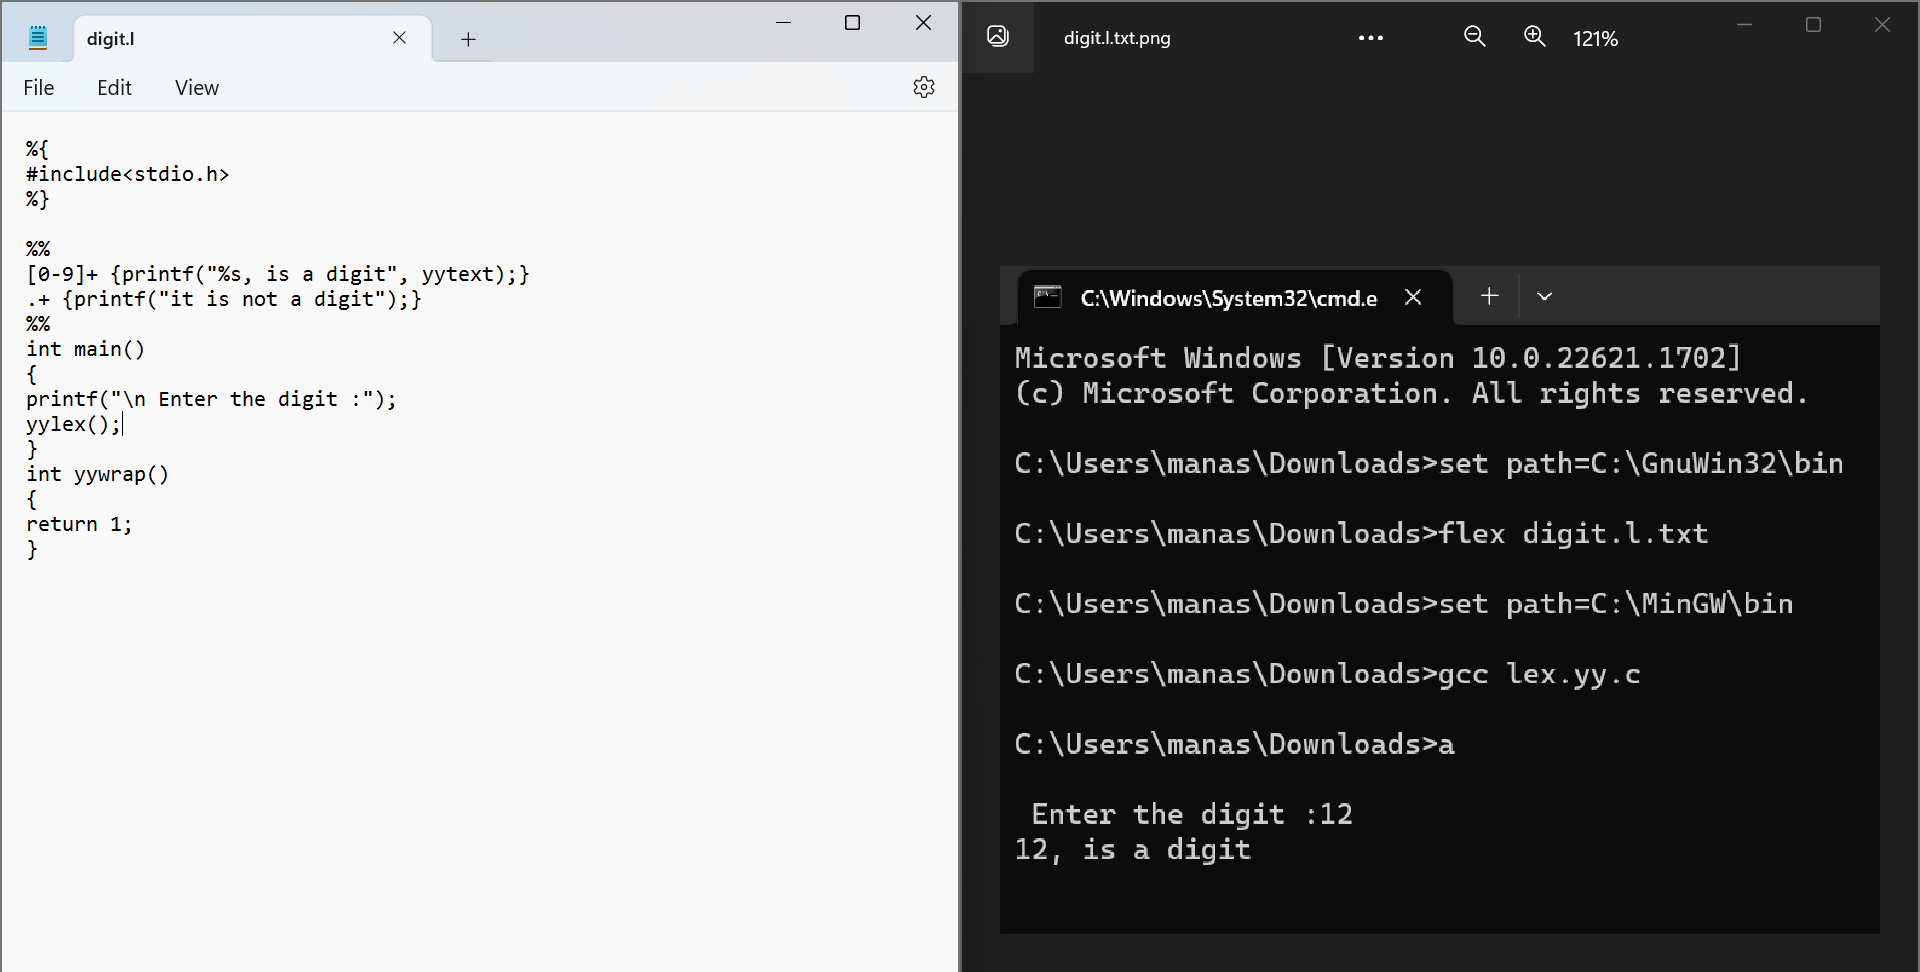 digit.l
File Edit View
%{
#include<stdio.h>
%}
%%
[0-9]+ {printf("%s, is a digit", yytext);}
.+ {printf("it is not a digit");}
%%
int main()
{
printf("\n Enter the digit :");
yylex();
}
int yywrap()
{
return 1;
}
digit.l.txt.png 121%
C:\Windows\System32\cmd.e
Microsoft Windows [Version 10.0.22621.1702]
(c) Microsoft Corporation. All rights reserved.
C:\Users\manas\Downloads>set path=C:\GnuWin32\bin
C:\Users\manas\Downloads>flex digit.l.txt
C:\Users\manas\Downloads>set path=C:\MinGW\bin
C:\Users\manas\Downloads>gcc lex.yy.c
C:\Users\manas\Downloads>a
Enter the digit :12
12, is a digit